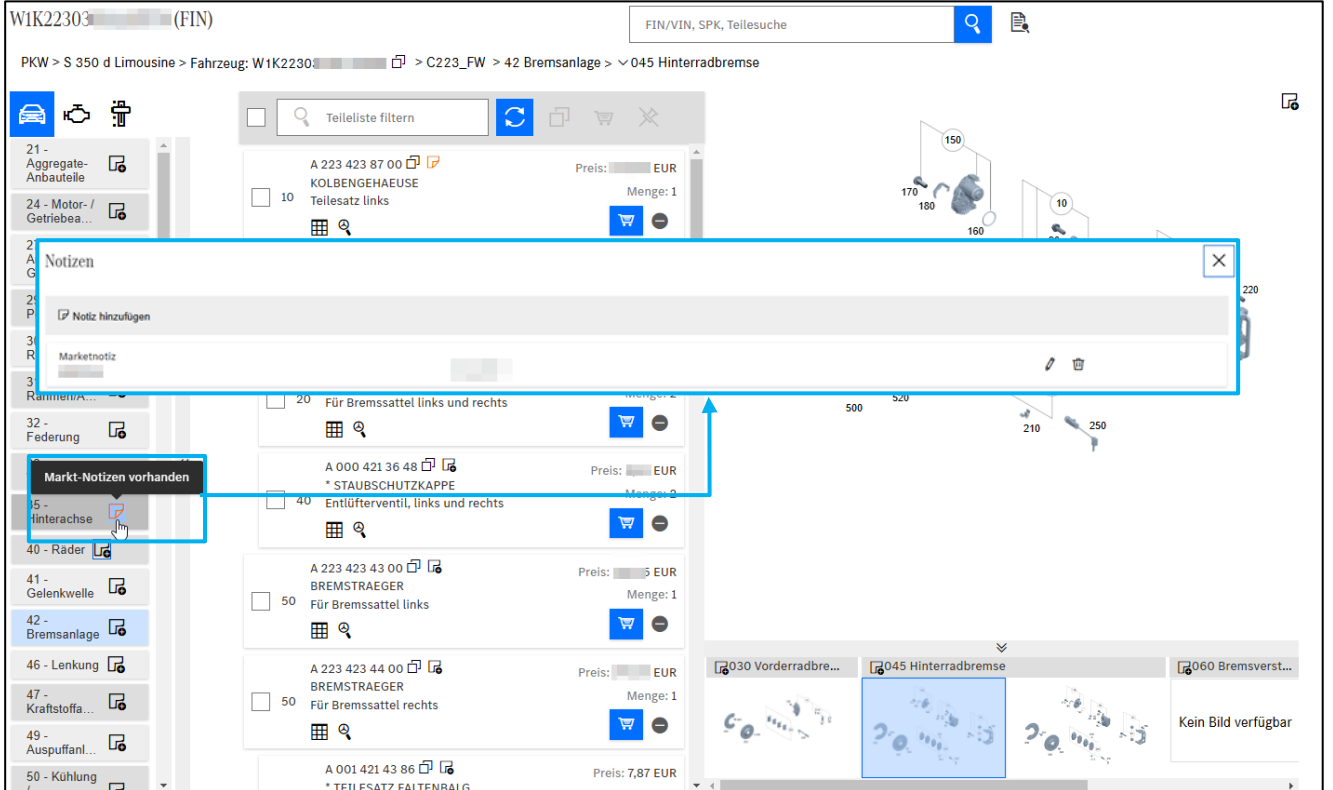 W1K22303 (FIN)
FIN/VIN, SPK, Teilesuche
PKW > S 350 d Limousine > Fahrzeug: W1K2230 > C223_FW > 42 Bremsanlage > 045 Hinterradbremse
21 -
Aggregate-
Anbauteile
24 - Motor- /
Getriebea...
32 -
Federung
Markt-Notizen vorhanden
35 -
Hinterachse
40 - Räder
41 -
Gelenkwelle
42 -
Bremsanlage
46 - Lenkung
47 -
Kraftstoffa...
49 -
Auspuffanl...
50 - Kühlung
/
Teileliste filtern
A 223 423 87 00
Preis: EUR
KOLBENGEHAEUSE
Menge: 1
10
Teilesatz links
Notizen
Notiz hinzufügen
Marketnotiz
20
Für Bremssattel links und rechts
A 000 421 36 48
Preis: EUR
* STAUBSCHUTZKAPPE
Menge: 2
40
Entlüfterventil, links und rechts
A 223 423 43 00
Preis: 5 EUR
BREMSTRAEGER
Menge: 1
50
Für Bremssattel links
A 223 423 44 00
Preis: EUR
BREMSTRAEGER
Menge: 1
50
Für Bremssattel rechts
A 001 421 43 86
Preis: 7,87 EUR
* TEILESATZ FALTENBALG
150
170
180
160
10
220
500
520
210
250
030 Vorderradbre...
045 Hinterradbremse
060 Bremsverst...
Kein Bild verfügbar